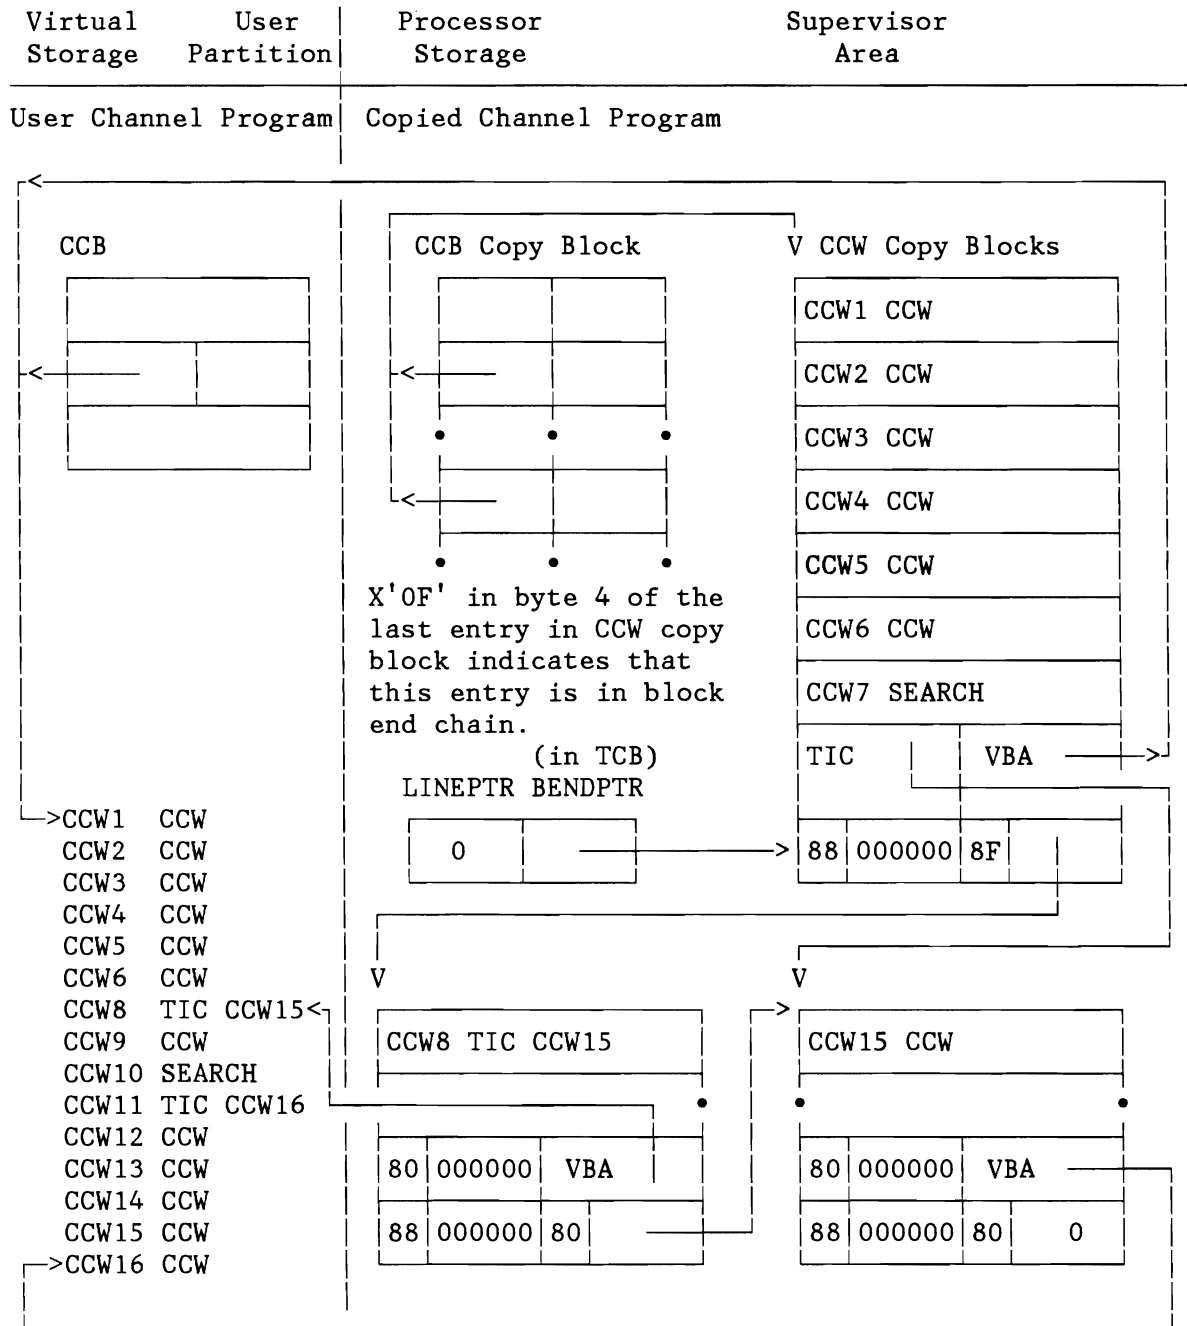 Virtual User Processor Supervisor
Storage Partition Storage Area
User Channel Program Copied Channel Program
CCB CCB Copy Block V CCW Copy Blocks
CCW1 CCW
CCW2 CCW
CCW3 CCW
CCW4 CCW
CCW5 CCW
CCW6 CCW
CCW7 SEARCH
TIC VBA
X'0F' in byte 4 of the
last entry in CCW copy
block indicates that
this entry is in block
end chain.
(in TCB)
LINEPTR BENDPTR
0
88 000000 8F
CCW1 CCW
CCW2 CCW
CCW3 CCW
CCW4 CCW
CCW5 CCW
CCW6 CCW
CCW8 TIC CCW15
CCW9 CCW
CCW10 SEARCH
CCW11 TIC CCW16
CCW12 CCW
CCW13 CCW
CCW14 CCW
CCW15 CCW
CCW16 CCW
V
CCW8 TIC CCW15
80 000000 VBA
88 000000 80
V
CCW15 CCW
80 000000 VBA
88 000000 80 0